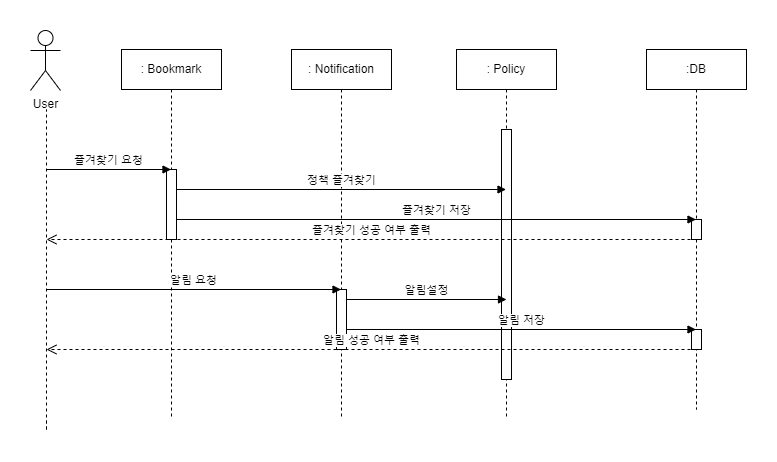 : Bookmark
: Notification
: Policy
:DB
User
즐겨찾기 요청
정책 즐겨찾기
즐겨찾기 저장
즐겨찾기 성공 여부 출력
알림 요청
알림설정
알림 저장
알림 성공 여부 출력